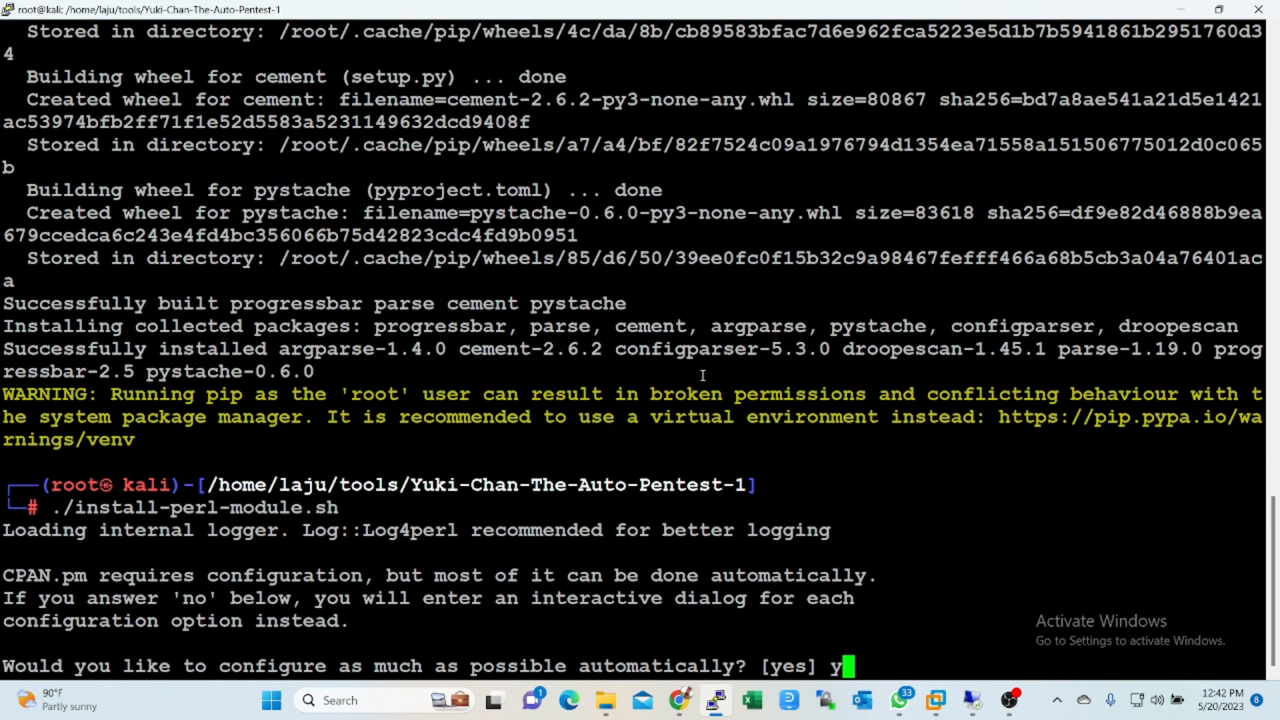 root@kali: /home/laju/tools/Yuki-Chan-The-Auto-Pentest-1
Stored in directory: /root/.cache/pip/wheels/4c/da/8b/cb89583bfac7d6e962fca5223e5d1b7b5941861b2951760d3
4
Building wheel for cement (setup.py) ... done
Created wheel for cement: filename=cement-2.6.2-py3-none-any.whl size=80867 sha256=bd7a8ae541a21d5e1421
ac53974bfb2ff71f1e52d5583a5231149632dcd9408f
Stored in directory: /root/.cache/pip/wheels/a7/a4/bf/82f7524c09a1976794d1354ea71558a151506775012d0c065
b
Building wheel for pystache (pyproject.toml) ... done
Created wheel for pystache: filename=pystache-0.6.0-py3-none-any.whl size=83618 sha256=df9e82d46888b9ea
679ccedca6c243e4fd4bc356066b75d42823cdc4fd9b0951
Stored in directory: /root/.cache/pip/wheels/85/d6/50/39ee0fc0f15b32c9a98467fefff466a68b5cb3a04a76401ac
a
Successfully built progressbar parse cement pystache
Installing collected packages: progressbar, parse, cement, argparse, pystache, configparser, droopescan
Successfully installed argparse-1.4.0 cement-2.6.2 configparser-5.3.0 droopescan-1.45.1 parse-1.19.0 prog
ressbar-2.5 pystache-0.6.0
WARNING: Running pip as the 'root' user can result in broken permissions and conflicting behaviour with t
he system package manager. It is recommended to use a virtual environment instead: https://pip.pypa.io/wa
rnings/venv
(root㉿kali)-[/home/laju/tools/Yuki-Chan-The-Auto-Pentest-1]
# ./install-perl-module.sh
Loading internal logger. Log::Log4perl recommended for better logging
CPAN.pm requires configuration, but most of it can be done automatically.
If you answer 'no' below, you will enter an interactive dialog for each
configuration option instead.
Would you like to configure as much as possible automatically? [yes] y
Activate Windows
Go to Settings to activate Windows.
90°F
Partly sunny
Search
1
33
12:42 PM
5/20/2023
8